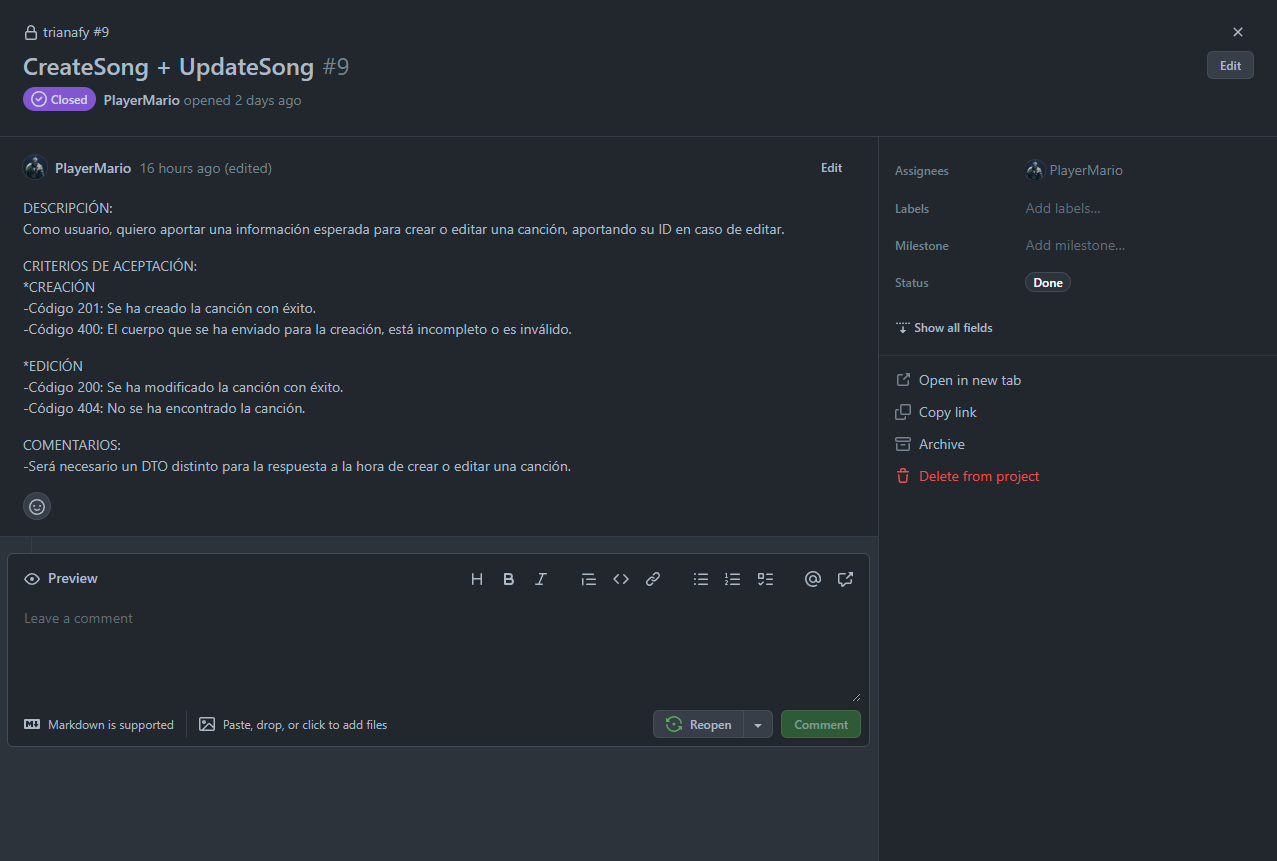 trianafy #9
CreateSong + UpdateSong #9
Edit
Closed PlayerMario opened 2 days ago
PlayerMario 16 hours ago (edited) Edit
DESCRIPCIÓN:
Como usuario, quiero aportar una información esperada para crear o editar una canción, aportando su ID en caso de editar.
CRITERIOS DE ACEPTACIÓN:
*CREACIÓN
-Código 201: Se ha creado la canción con éxito.
-Código 400: El cuerpo que se ha enviado para la creación, está incompleto o es inválido.
*EDICIÓN
-Código 200: Se ha modificado la canción con éxito.
-Código 404: No se ha encontrado la canción.
COMENTARIOS:
-Será necesario un DTO distinto para la respuesta a la hora de crear o editar una canción.
Preview
Leave a comment
Markdown is supported
Paste, drop, or click to add files
Reopen
Comment
Assignees PlayerMario
Labels Add labels...
Milestone Add milestone...
Status Done
Show all fields
Open in new tab
Copy link
Archive
Delete from project